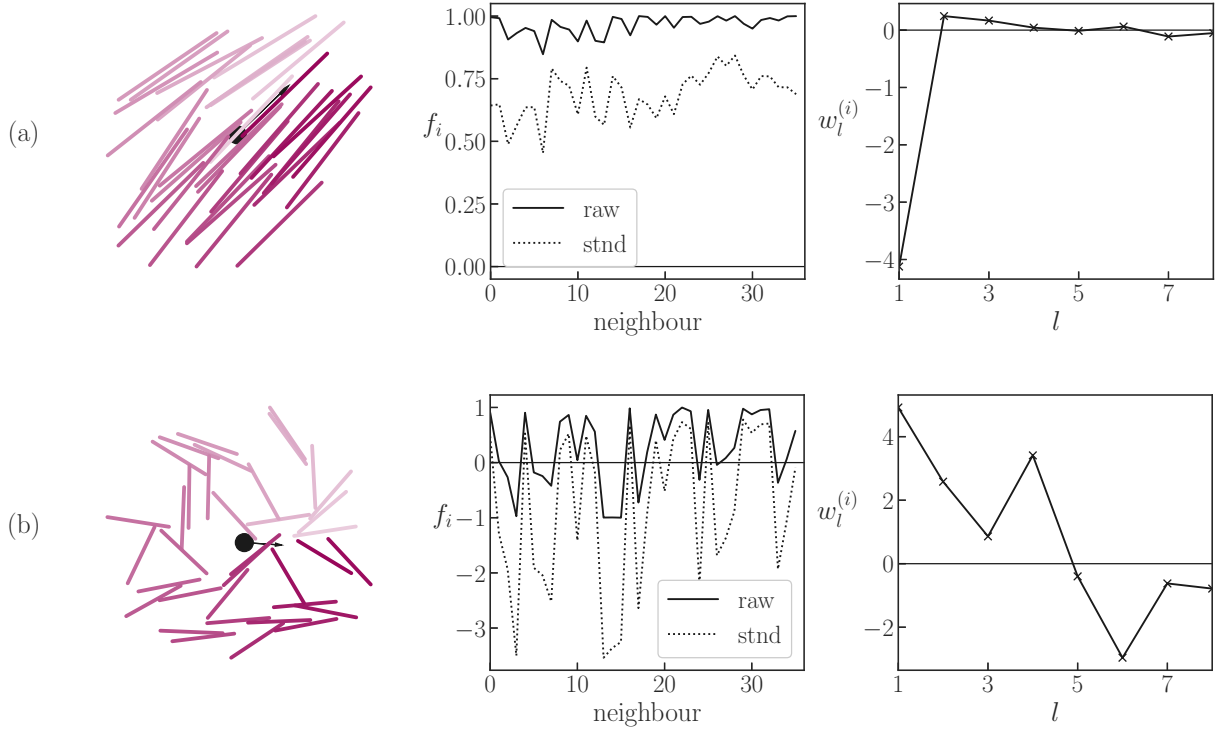 (a)
1.00
0.75
f_i
0.50
0.25
0.00
raw
stnd
0 10 20 30
neighbour
0
−1
w_l^{(i)}
−2
−3
−4
1 3 5 7
l
(b)
1
0
f_i −1
−2
−3
raw
stnd
0 10 20 30
neighbour
4
2
w_l^{(i)}
0
−2
1 3 5 7
l